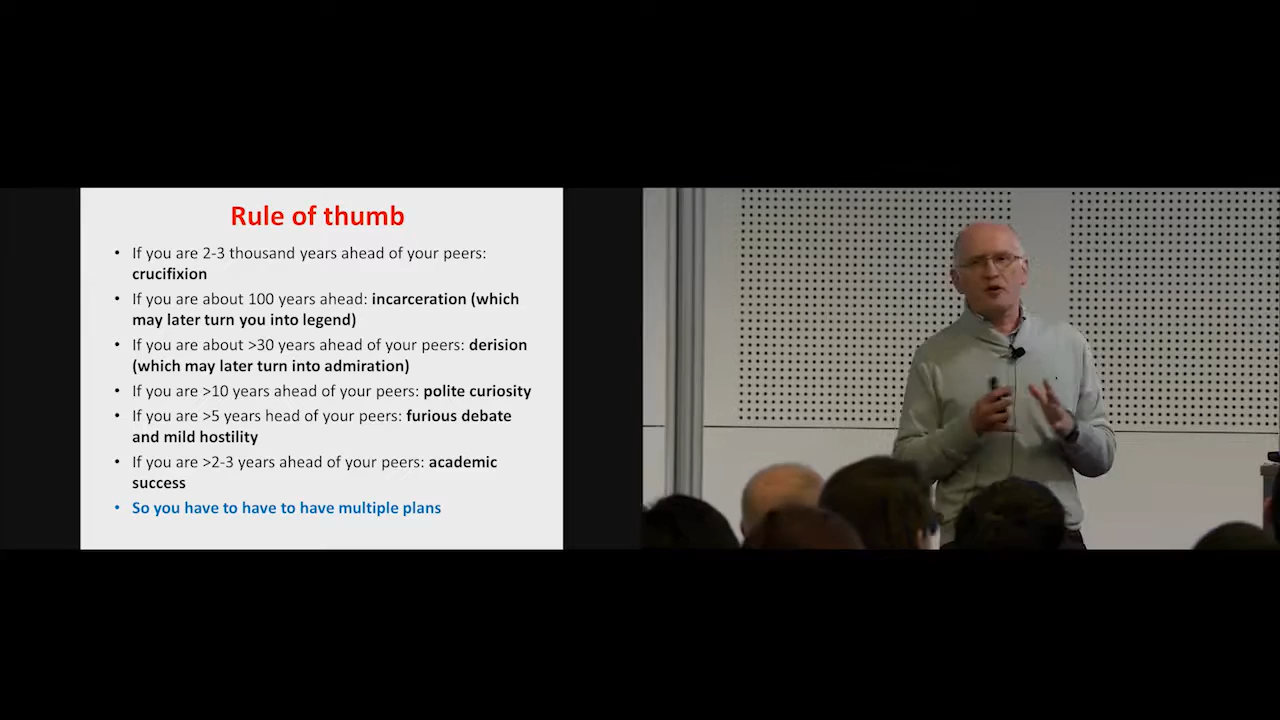 Rule of thumb
• If you are 2-3 thousand years ahead of your peers:
crucifixion
• If you are about 100 years ahead: incarceration (which
may later turn you into legend)
• If you are about >30 years ahead of your peers: derision
(which may later turn into admiration)
• If you are >10 years ahead of your peers: polite curiosity
• If you are >5 years head of your peers: furious debate
and mild hostility
• If you are >2-3 years ahead of your peers: academic
success
• So you have to have to have multiple plans